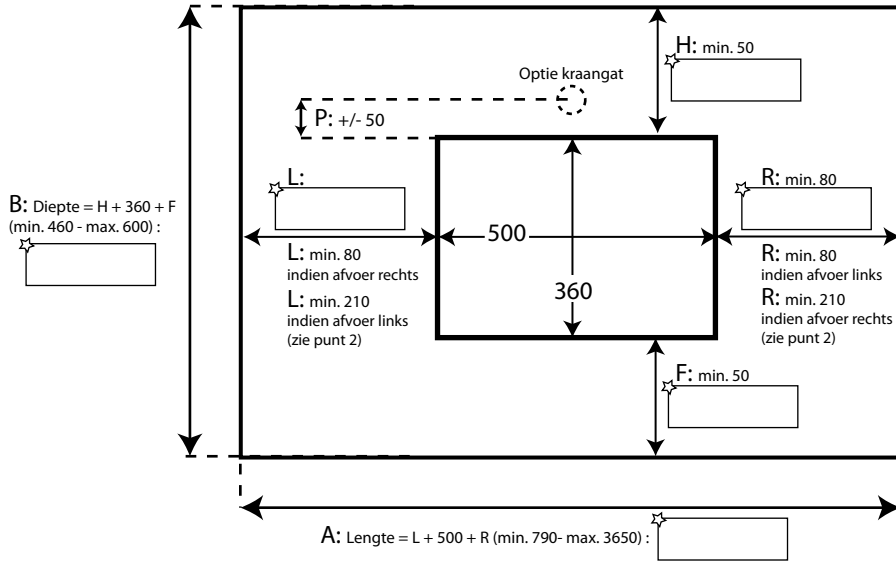 H: min. 50
Optie kraangat
P: +/- 50
L:
R: min. 80
B: Diepte = H + 360 + F
(min. 460 - max. 600) :
500
L: min. 80
indien afvoer rechts
L: min. 210
indien afvoer links
(zie punt 2)
R: min. 80
indien afvoer links
R: min. 210
indien afvoer rechts
(zie punt 2)
360
F: min. 50
A: Lengte = L + 500 + R (min. 790- max. 3650) :